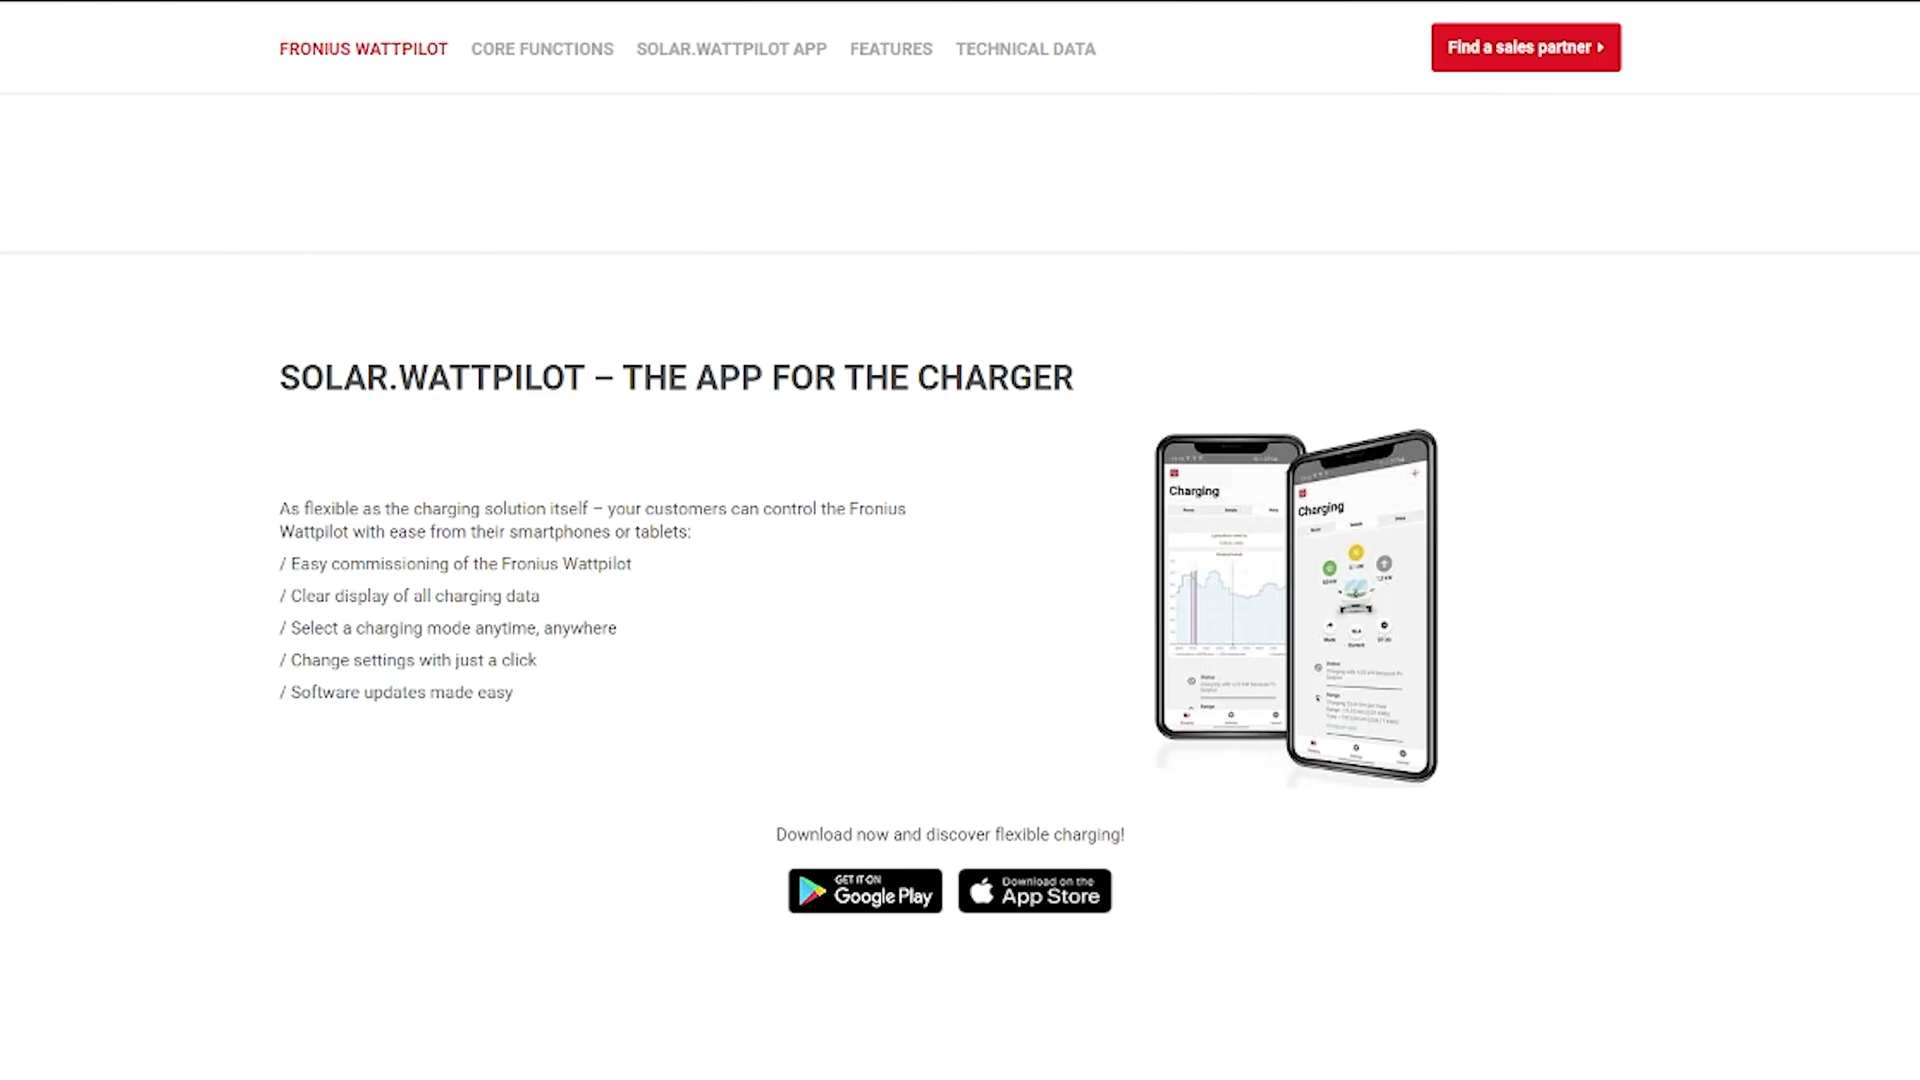 FRONIUS WATTPILOT CORE FUNCTIONS SOLAR.WATTPILOT APP FEATURES TECHNICAL DATA Find a sales partner
SOLAR.WATTPILOT – THE APP FOR THE CHARGER
As flexible as the charging solution itself – your customers can control the Fronius
Wattpilot with ease from their smartphones or tablets:
/ Easy commissioning of the Fronius Wattpilot
/ Clear display of all charging data
/ Select a charging mode anytime, anywhere
/ Change settings with just a click
/ Software updates made easy
Charging
Status
Range
Charging
Status
Range
Download now and discover flexible charging!
GET IT ON
Google Play
Download on the
App Store